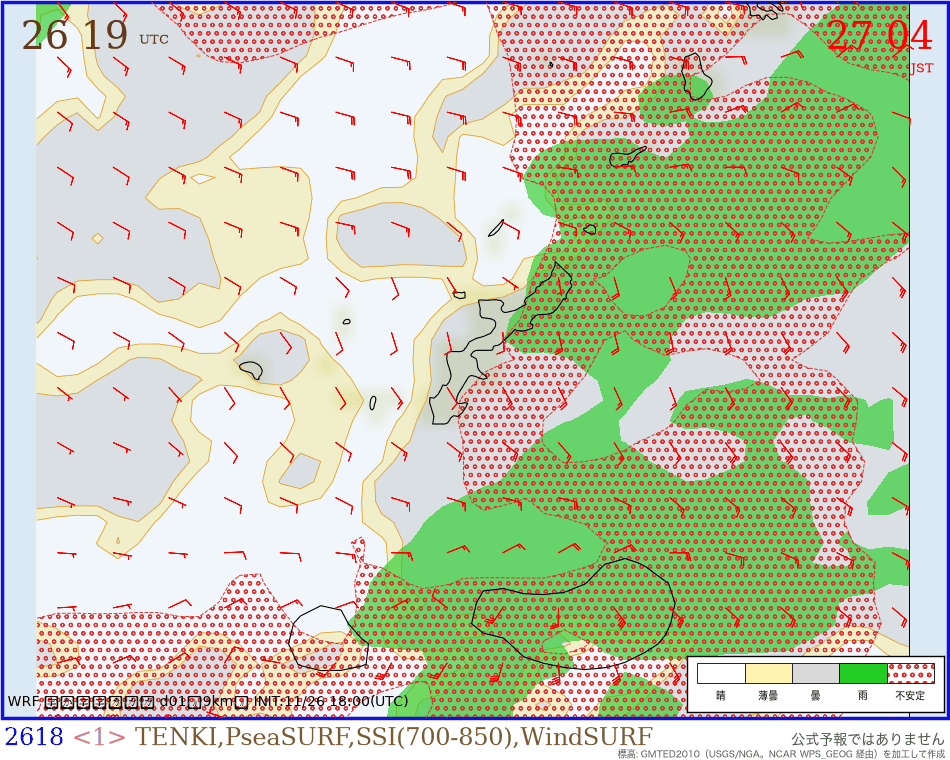 26 19 UTC
27 04
JST
晴 薄曇 曇 雨 不安定
WRF d01 9km INIT:11/26 18:00(UTC)
2618 <1> TENKI,PseaSURF,SSI(700-850),WindSURF
公式予報ではありません
標高: GMTED2010（USGS/NGA。NCAR WPS_GEOG 経由）を加工して作成